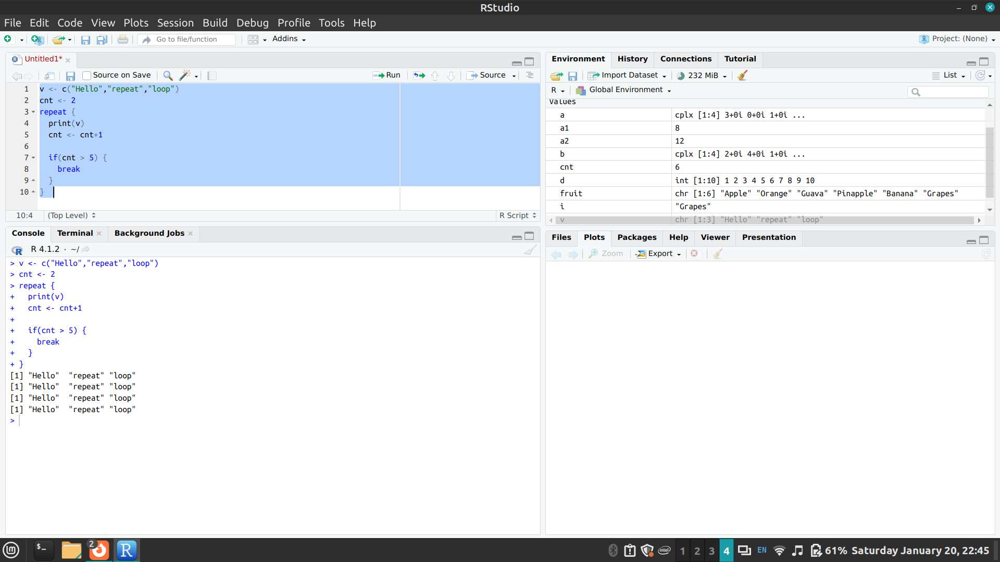 RStudio
File Edit Code View Plots Session Build Debug Profile Tools Help
Go to file/function Addins Project: (None)
Untitled1*
Source on Save Run Source
1 v <- c("Hello","repeat","loop")
2 cnt <- 2
3 repeat {
4   print(v)
5   cnt <- cnt+1
6
7   if(cnt > 5) {
8     break
9   }
10 }
10:4 (Top Level) R Script
Console Terminal Background Jobs
R 4.1.2 · ~/
> v <- c("Hello","repeat","loop")
> cnt <- 2
> repeat {
+   print(v)
+   cnt <- cnt+1
+
+   if(cnt > 5) {
+     break
+   }
+ }
[1] "Hello"  "repeat" "loop"
[1] "Hello"  "repeat" "loop"
[1] "Hello"  "repeat" "loop"
[1] "Hello"  "repeat" "loop"
>
Environment History Connections Tutorial
Import Dataset 232 MiB List
R Global Environment
Values
a cplx [1:4] 3+0i 0+0i 1+0i ...
a1 8
a2 12
b cplx [1:4] 2+0i 4+0i 1+0i ...
cnt 6
d int [1:10] 1 2 3 4 5 6 7 8 9 10
fruit chr [1:6] "Apple" "Orange" "Guava" "Pinapple" "Banana" "Grapes"
i "Grapes"
v chr [1:3] "Hello" "repeat" "loop"
Files Plots Packages Help Viewer Presentation
Zoom Export
$_ 2 R intel 1 2 3 4 EN 61% Saturday January 20, 22:45